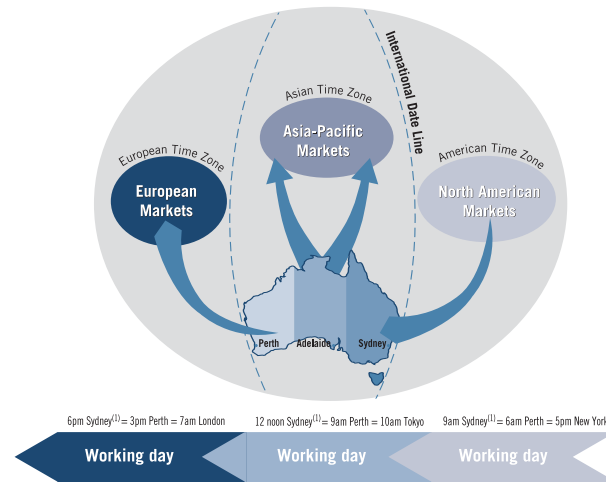 International Date Line
Asian Time Zone
Asia-Pacific
Markets
European Time Zone
European
Markets
American Time Zone
North American
Markets
Perth
Adelaide
Sydney
6pm Sydney(1) = 3pm Perth = 7am London
12 noon Sydney(1) = 9am Perth = 10am Tokyo
9am Sydney(1) = 6am Perth = 5pm New York
Working day
Working day
Working day